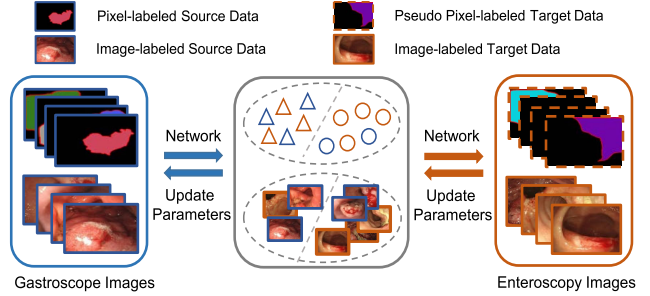 Pixel-labeled Source Data
Pseudo Pixel-labeled Target Data
Image-labeled Source Data
Image-labeled Target Data
Network
Update
Parameters
Network
Update
Parameters
Gastroscope Images
Enteroscopy Images